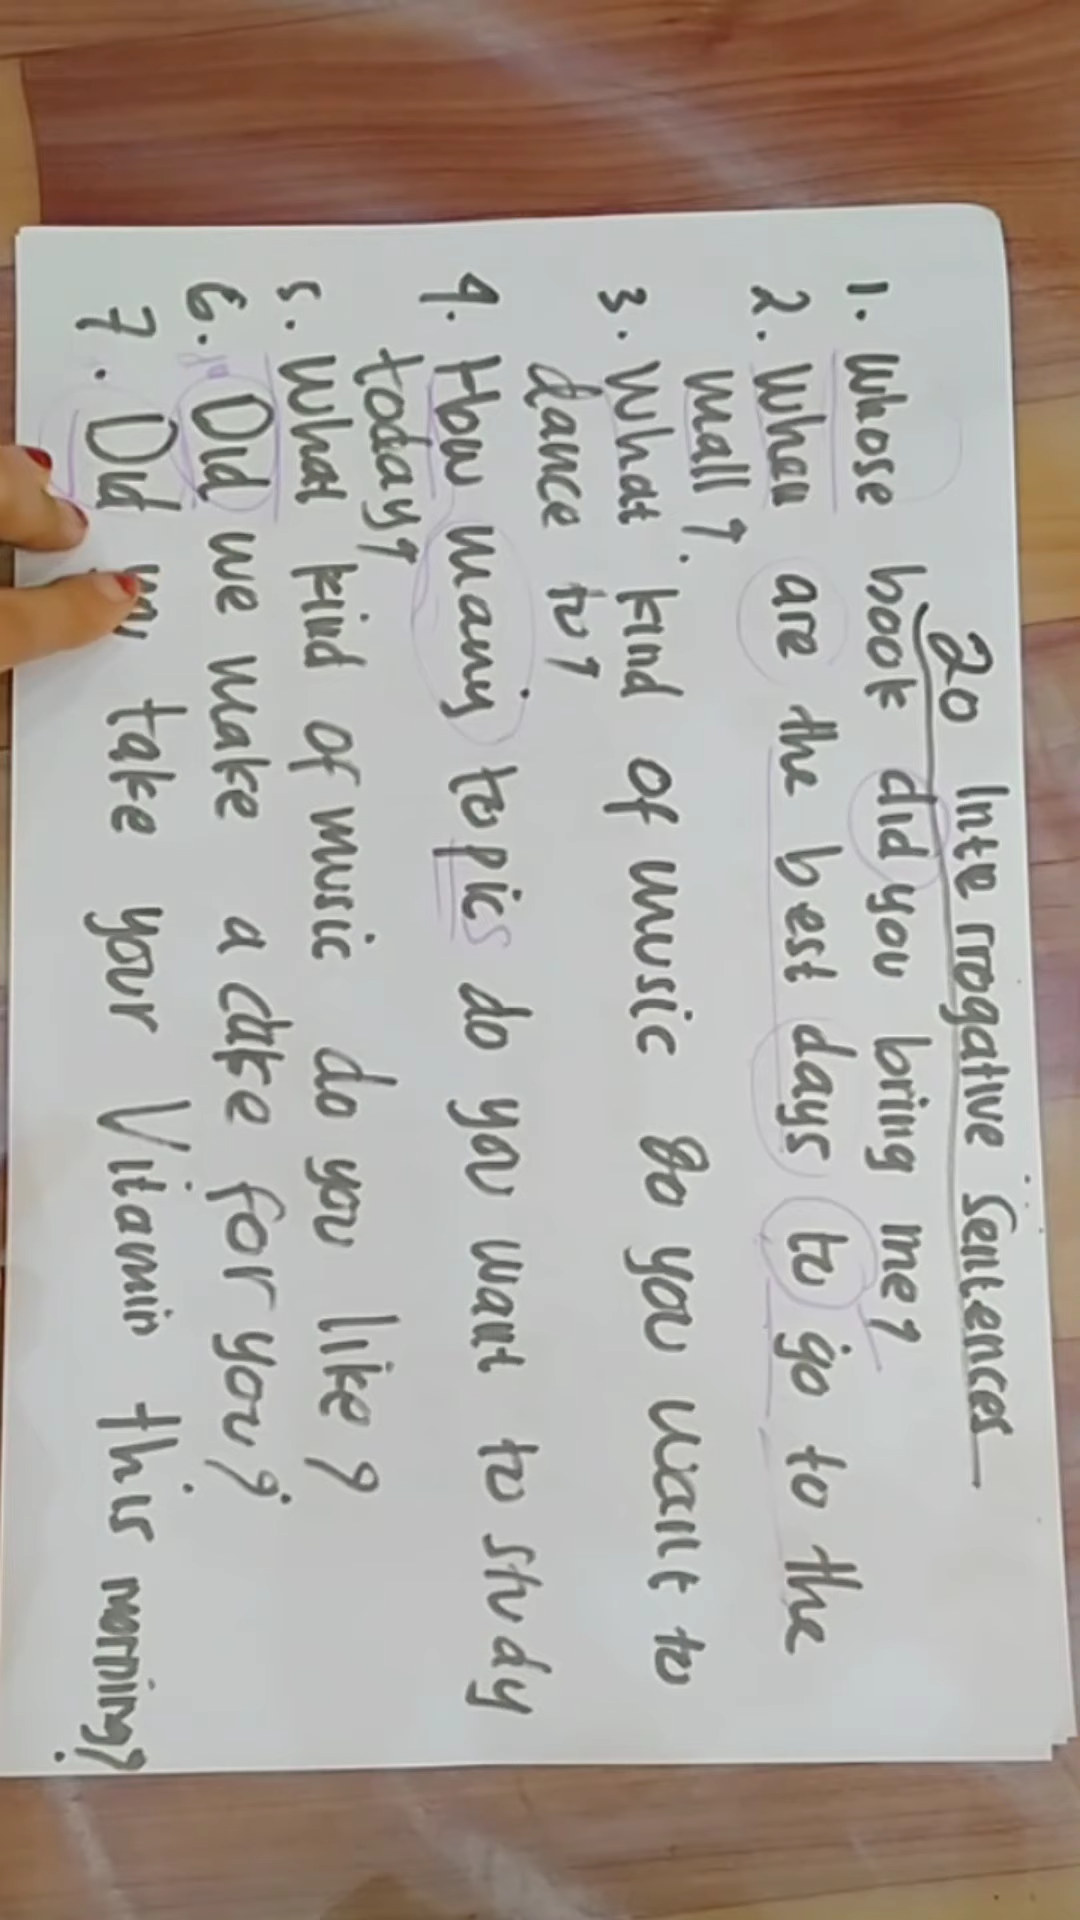 20 Interrogative Sentences
1. Whose book did you bring me?
2. When are the best days to go to the
mall?
3. What kind of music do you want to
dance to?
4. How many topics do you want to study
today?
5. What kind of music do you like?
6. Did we make a cake for you?
7. Did take your Vitamin this morning?